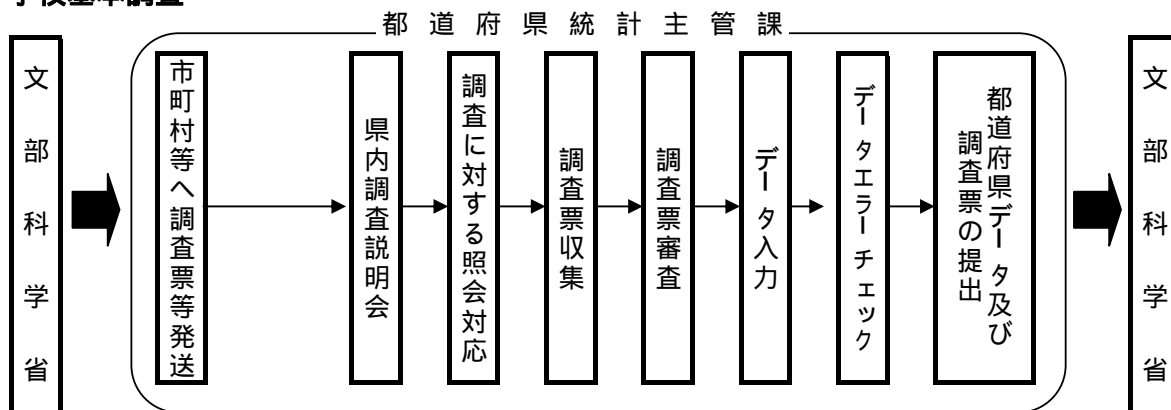 学校基本調査
都道府県統計主管課
文部科学省
市町村等へ調査票等発送
県内調査説明会
調査に対する照会対応
調査票収集
調査票審査
データ入力
データエラーチェック
都道府県データ及び
調査票の提出
文部科学省